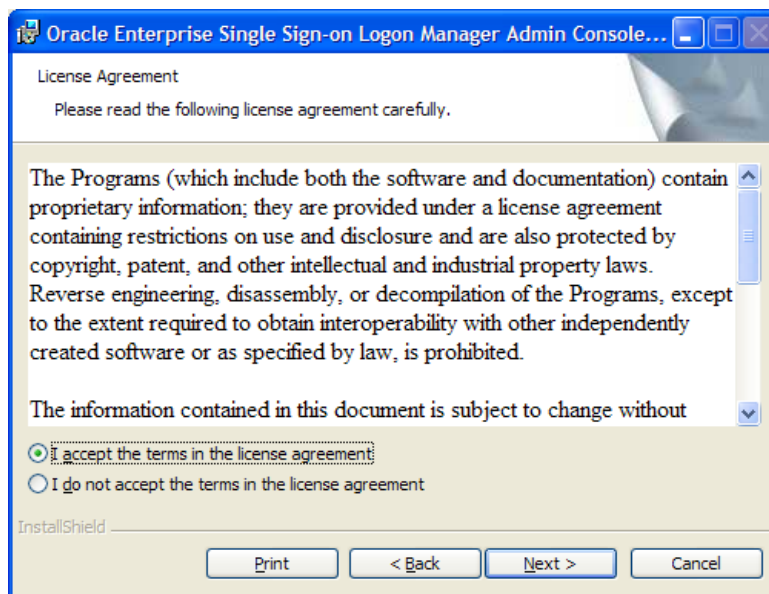 Oracle Enterprise Single Sign-on Logon Manager Admin Console...
License Agreement
Please read the following license agreement carefully.
The Programs (which include both the software and documentation) contain
proprietary information; they are provided under a license agreement
containing restrictions on use and disclosure and are also protected by
copyright, patent, and other intellectual and industrial property laws.
Reverse engineering, disassembly, or decompilation of the Programs, except
to the extent required to obtain interoperability with other independently
created software or as specified by law, is prohibited.
The information contained in this document is subject to change without
I accept the terms in the license agreement
I do not accept the terms in the license agreement
InstallShield
Print < Back Next > Cancel